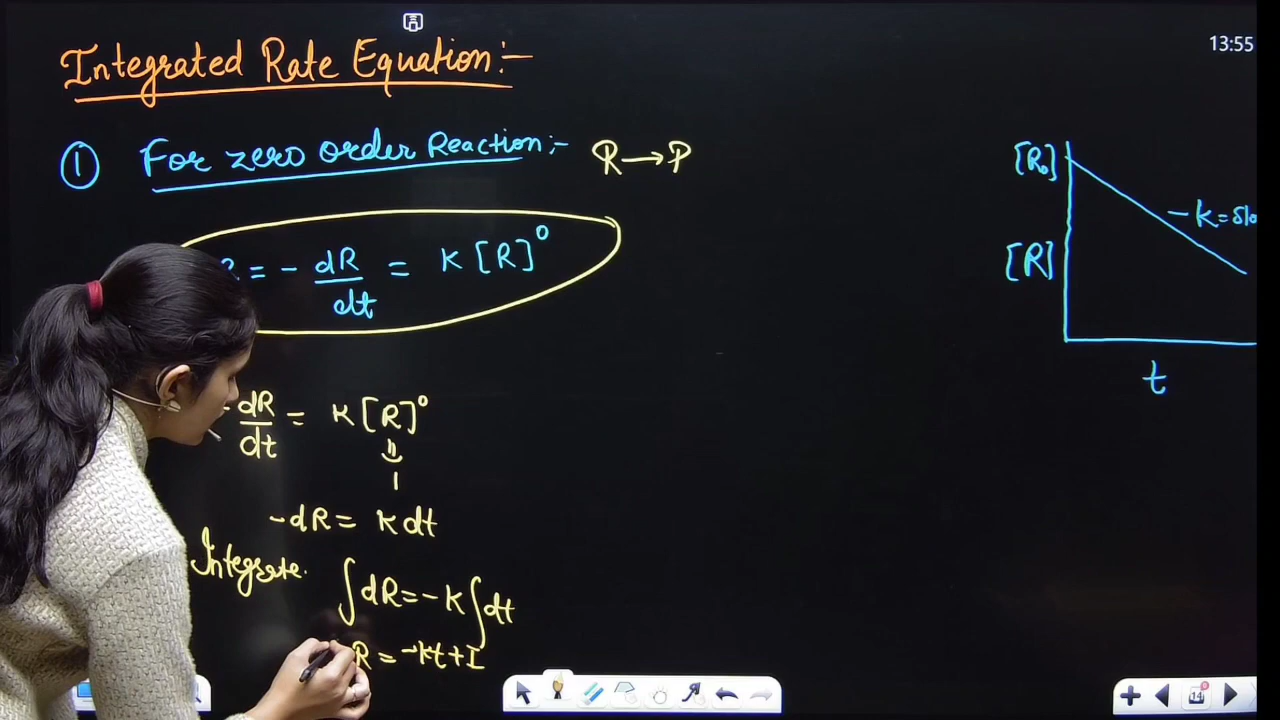 Integrated Rate Equation:-
13:55
① For zero order Reaction:- R → P
[R₀]
-k = slo
R = - dR/dt = K [R]⁰
[R]
t
- dR/dt = K [R]⁰
"
1
-dR = K dt
Integrate.
∫dR = -K ∫dt
R = -kt + I
14